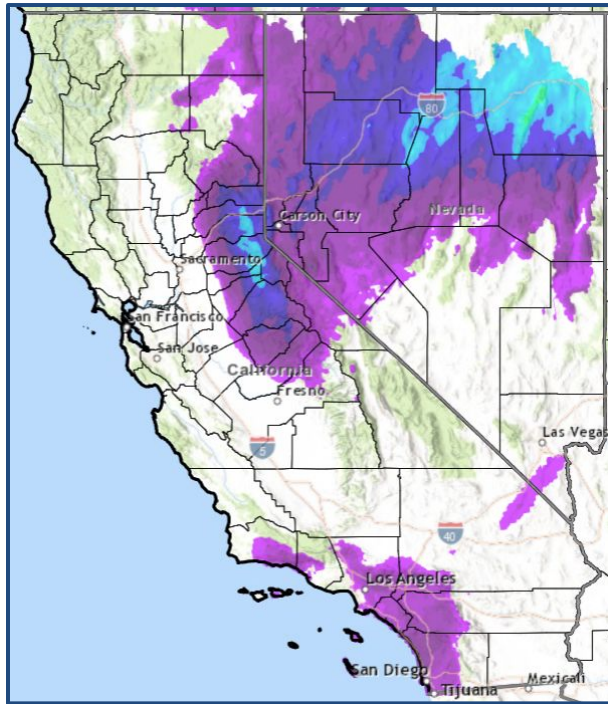 80
Carson City
Nevada
Sacramento
San Francisco
San Jose
California
Fresno
5
Las Vegas
40
Los Angeles
San Diego
Tijuana
Mexicali